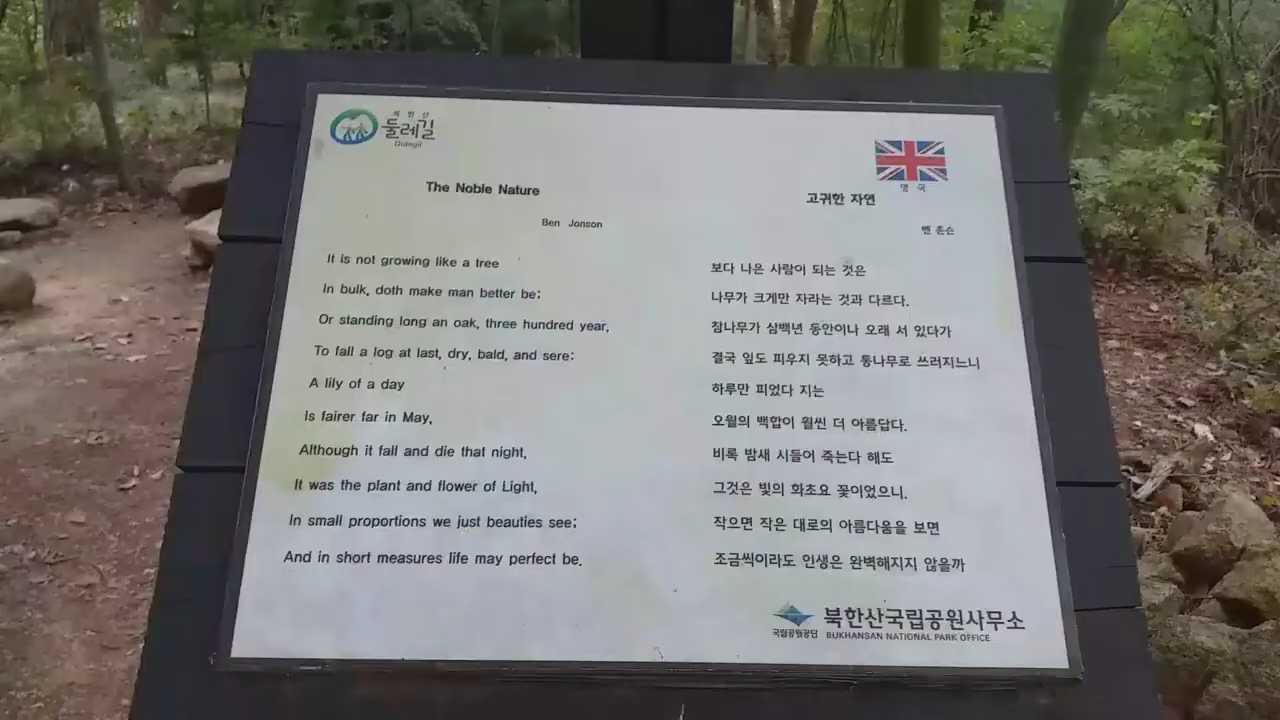 북한산
둘레길
Dulegil
영국
The Noble Nature
Ben Jonson
It is not growing like a tree
In bulk, doth make man better be;
Or standing long an oak, three hundred year,
To fall a log at last, dry, bald, and sere:
A lily of a day
Is fairer far in May,
Although it fall and die that night,
It was the plant and flower of Light,
In small proportions we just beauties see;
And in short measures life may perfect be.
고귀한 자연
벤 존슨
보다 나은 사람이 되는 것은
나무가 크게만 자라는 것과 다르다.
참나무가 삼백년 동안이나 오래 서 있다가
결국 잎도 피우지 못하고 통나무로 쓰러지느니
하루만 피었다 지는
오월의 백합이 훨씬 더 아름답다.
비록 밤새 시들어 죽는다 해도
그것은 빛의 화초요 꽃이었으니.
작으면 작은 대로의 아름다움을 보면
조금씩이라도 인생은 완벽해지지 않을까
국립공원공단
북한산국립공원사무소
BUKHANSAN NATIONAL PARK OFFICE